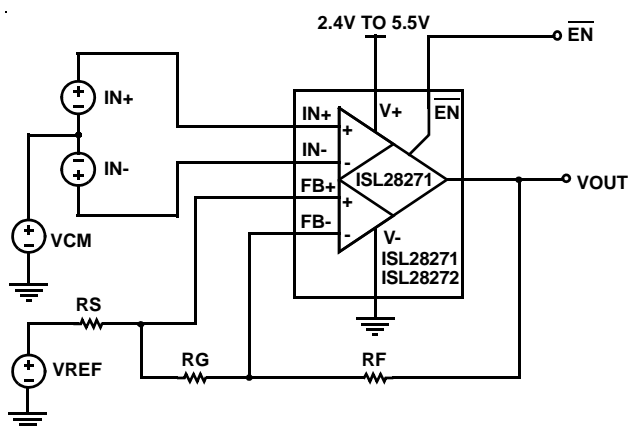 2.4V TO 5.5V
EN
IN+
IN+
V+
EN
IN-
IN-
ISL28271
VOUT
FB+
FB-
VCM
V-
ISL28271
ISL28272
RS
RG
RF
VREF